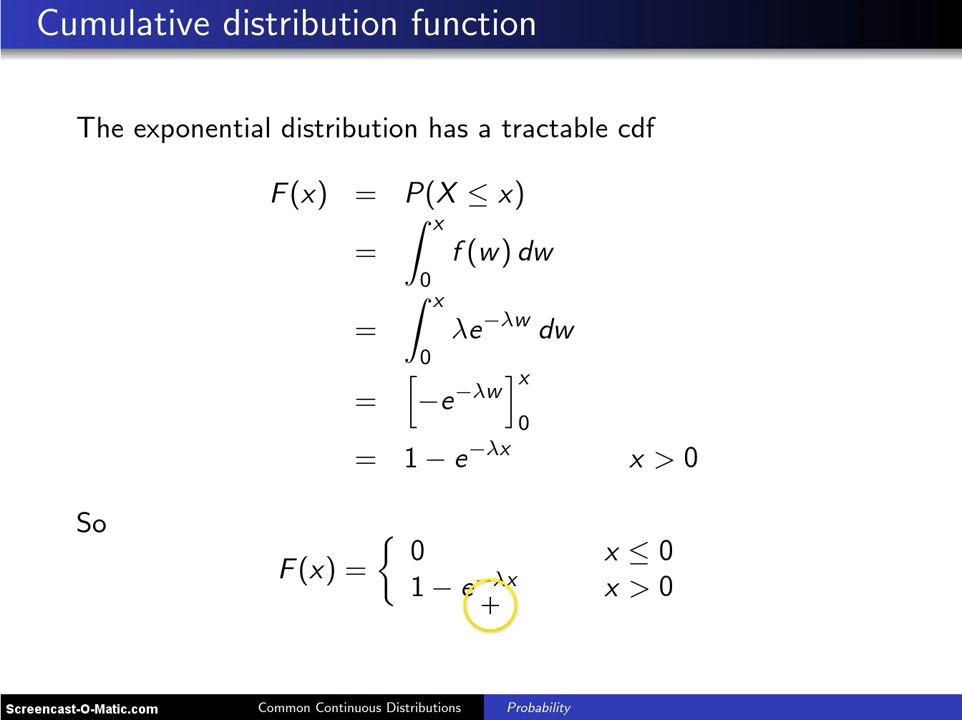 Cumulative distribution function
The exponential distribution has a tractable cdf
F(x) = P(X ≤ x)
= ∫₀ˣ f(w) dw
= ∫₀ˣ λe^{−λw} dw
= [−e^{−λw}]₀ˣ
= 1 − e^{−λx} x > 0
So
F(x) = { 0 x ≤ 0
1 − e^{−λx} x > 0
Screencast-O-Matic.com Common Continuous Distributions Probability